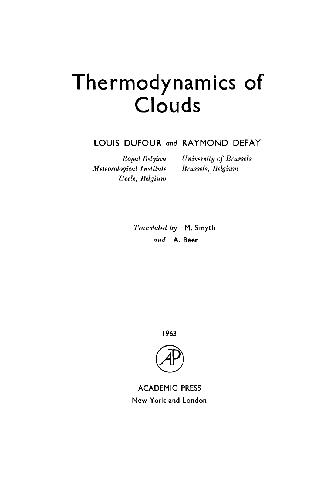 Thermodynamics of
Clouds
LOUIS DUFOUR and RAYMOND DEFAY
Royal Belgian University of Brussels
Meteorological Institute Brussels, Belgium
Uccle, Belgium
Translated by M. Smyth
and A. Beer
1963
AP
ACADEMIC PRESS
New York and London